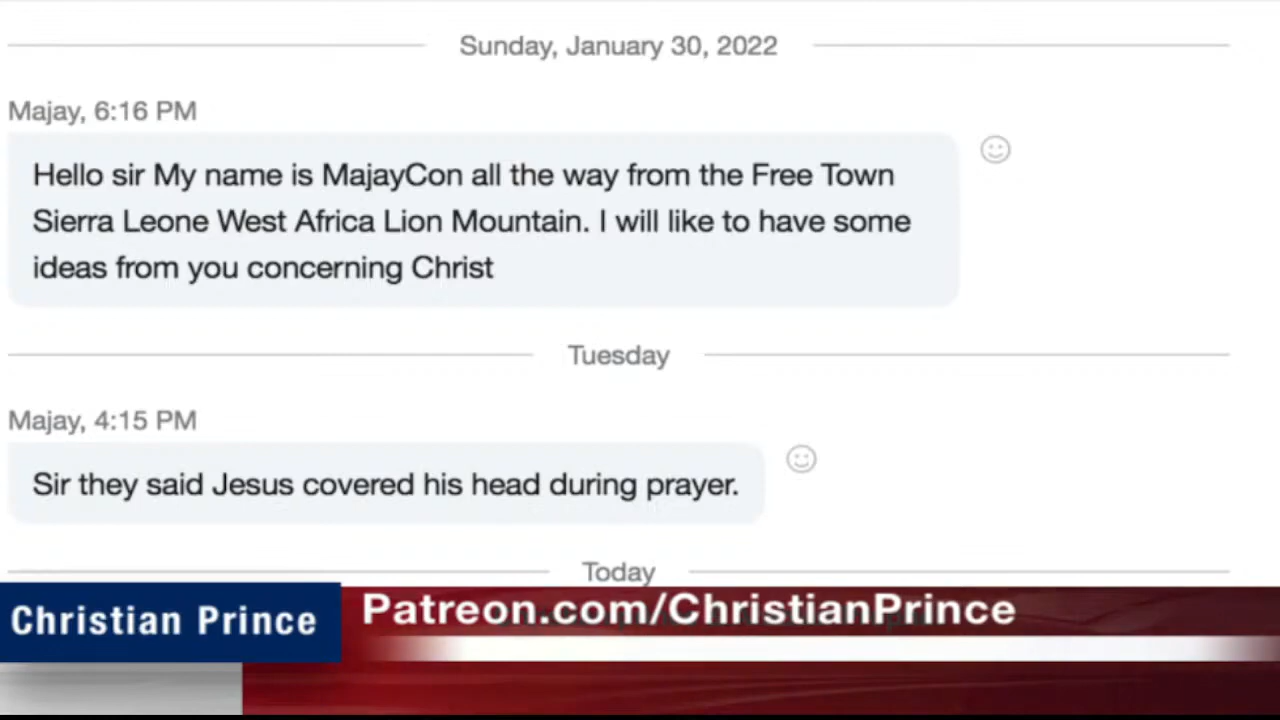 Sunday, January 30, 2022
Majay, 6:16 PM
Hello sir My name is MajayCon all the way from the Free Town
Sierra Leone West Africa Lion Mountain. I will like to have some
ideas from you concerning Christ
Tuesday
Majay, 4:15 PM
Sir they said Jesus covered his head during prayer.
Today
Christian Prince
Patreon.com/ChristianPrince